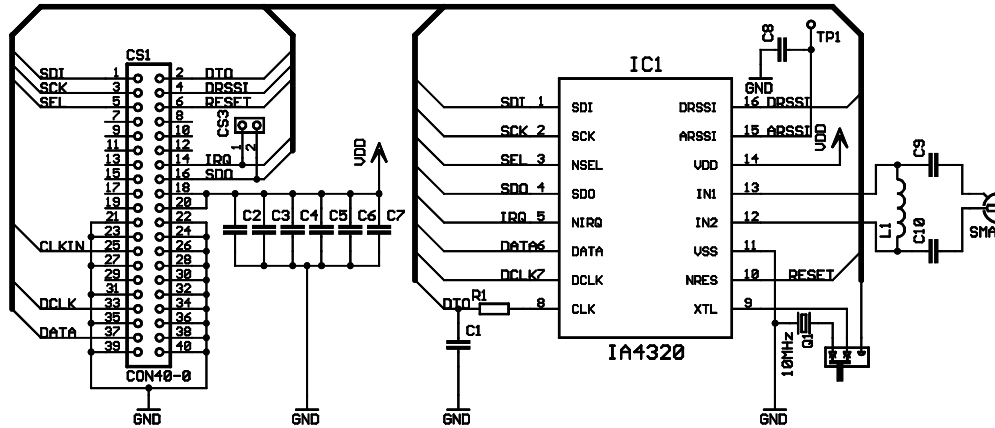 CS1
SDI 1 2 DTO
SCK 3 4 DRSSI
SEL 5 6 RESET
7 8
9 10
11 12
13 14 IRQ
15 16 SDO
17 18
19 20
21 22
23 24
CLKIN 25 26
27 28
29 30
31 32
DCLK 33 34
35 36
DATA 37 38
39 40
CON40-0
GND
CS3
1 2
VDD
C2 C3 C4 C5 C6 C7
GND
IC1
SDI 1 SDI DRSSI 16 DRSSI
SCK 2 SCK ARSSI 15 ARSSI
SEL 3 NSEL VDD 14
SDO 4 SDO IN1 13
IRQ 5 NIRQ IN2 12
DATA6 DATA VSS 11
DCLK7 DCLK NRES 10 RESET
DTO R1 8 CLK XTL 9
IA4320
C1
GND
C8
TP1
GND
VDD
C9
L1
C10
SMA
10MHz
Q1
GND